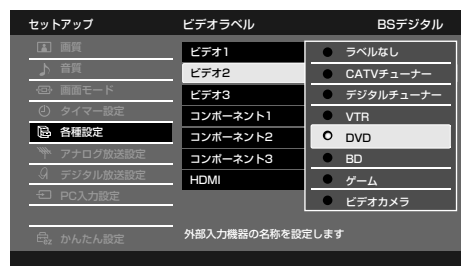 セットアップ
ビデオラベル
BSデジタル
画質
音質
画面モード
タイマー設定
各種設定
アナログ放送設定
デジタル放送設定
PC入力設定
かんたん設定
ビデオ1
ビデオ2
ビデオ3
コンポーネント1
コンポーネント2
コンポーネント3
HDMI
ラベルなし
CATVチューナー
デジタルチューナー
VTR
DVD
BD
ゲーム
ビデオカメラ
外部入力機器の名称を設定します